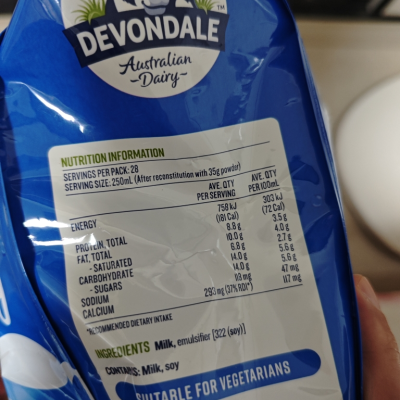 DEVONDALE
TM
Australian
-Dairy-
NUTRITION INFORMATION
SERVINGS PER PACK: 28
SERVING SIZE: 250mL (After reconstitution with 35g powder)
AVE. QTY PER SERVING AVE. QTY PER 100mL
ENERGY 758 kJ 303 kJ
(181 Cal) (72 Cal)
PROTEIN, TOTAL 8.8 g 3.5 g
FAT, TOTAL 10.0 g 4.0 g
- SATURATED 6.8 g 2.7 g
CARBOHYDRATE 14.0 g 5.6 g
- SUGARS 14.0 g 5.6 g
SODIUM 47 mg
CALCIUM 293 mg (37% RDI*) 117 mg
*RECOMMENDED DIETARY INTAKE
INGREDIENTS Milk, emulsifier [322 (soy)]
CONTAINS: Milk, soy
SUITABLE FOR VEGETARIANS